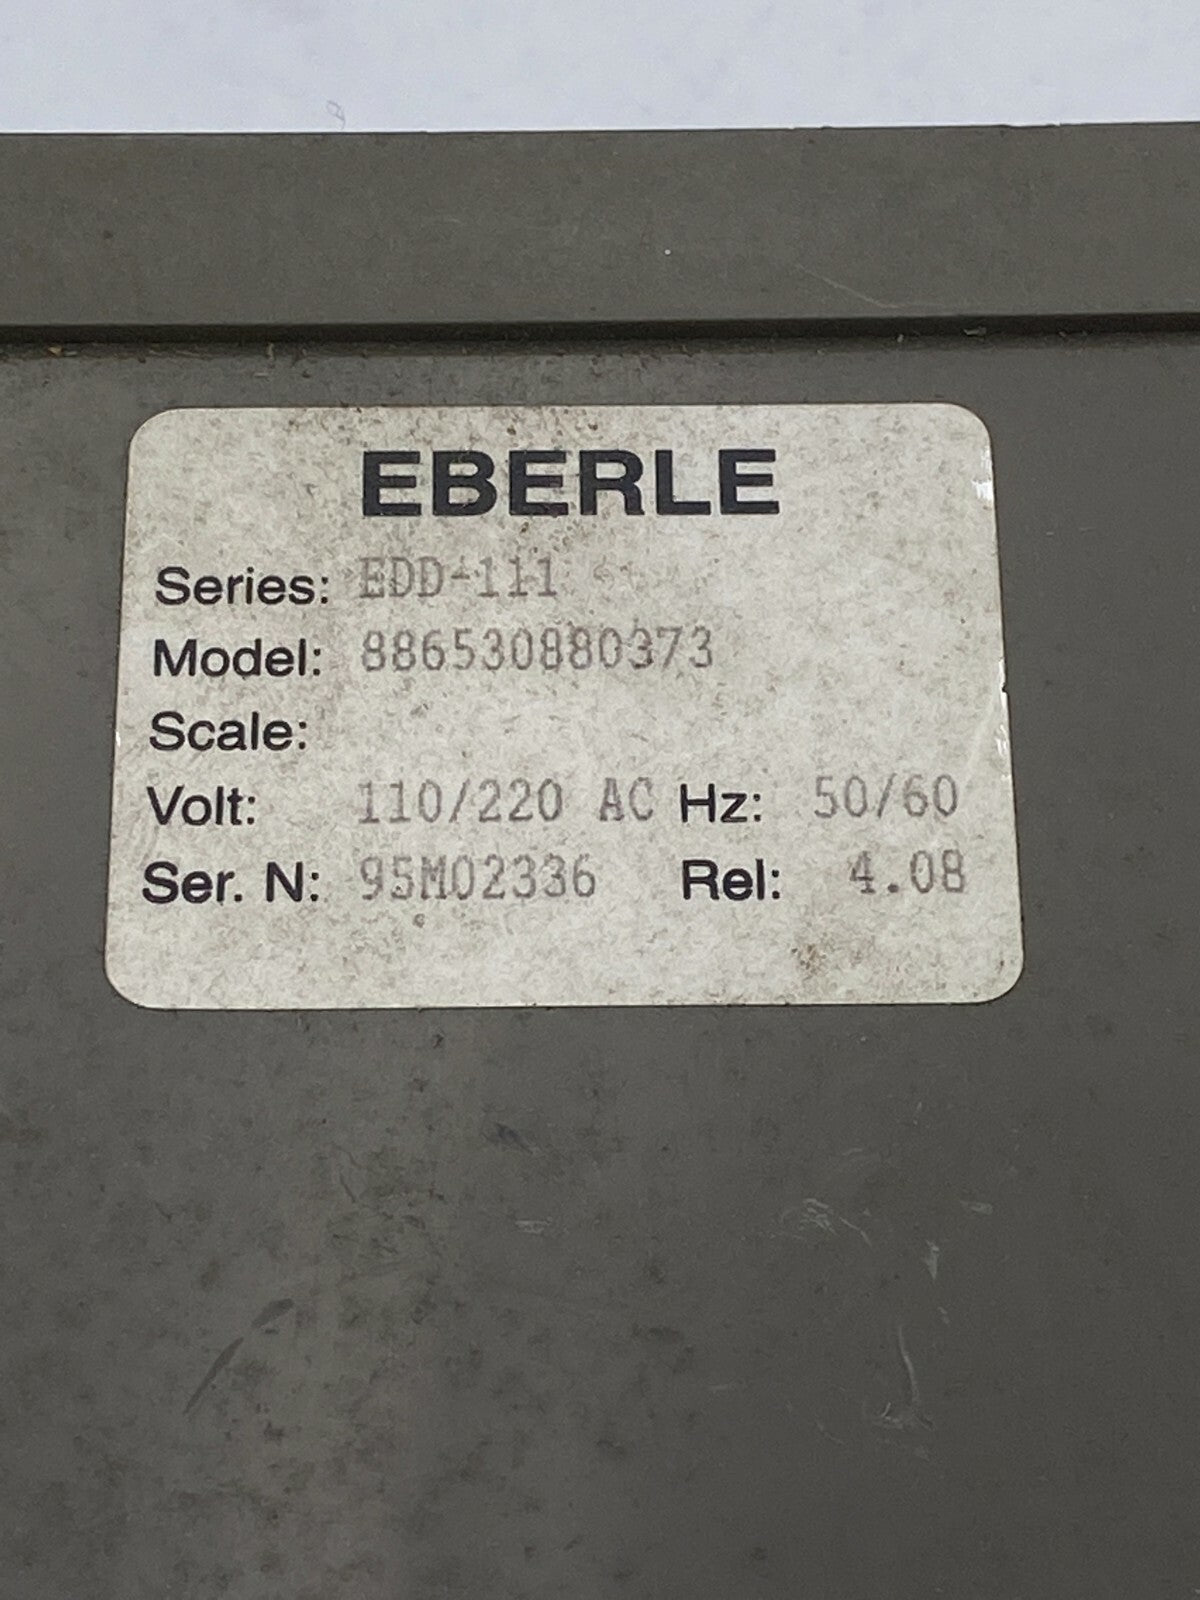 EBERLE
Series: EDD-111
Model: 886530880373
Scale:
Volt: 110/220 AC Hz: 50/60
Ser. N: 95M02336 Rel: 4.08